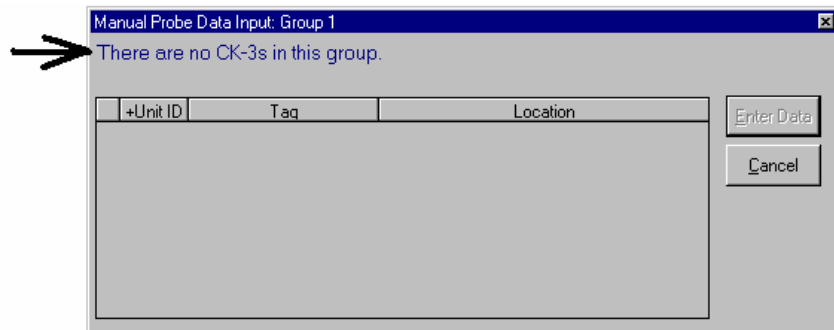 Manual Probe Data Input: Group 1
There are no CK-3s in this group.
+Unit ID Tag Location
Enter Data
Cancel